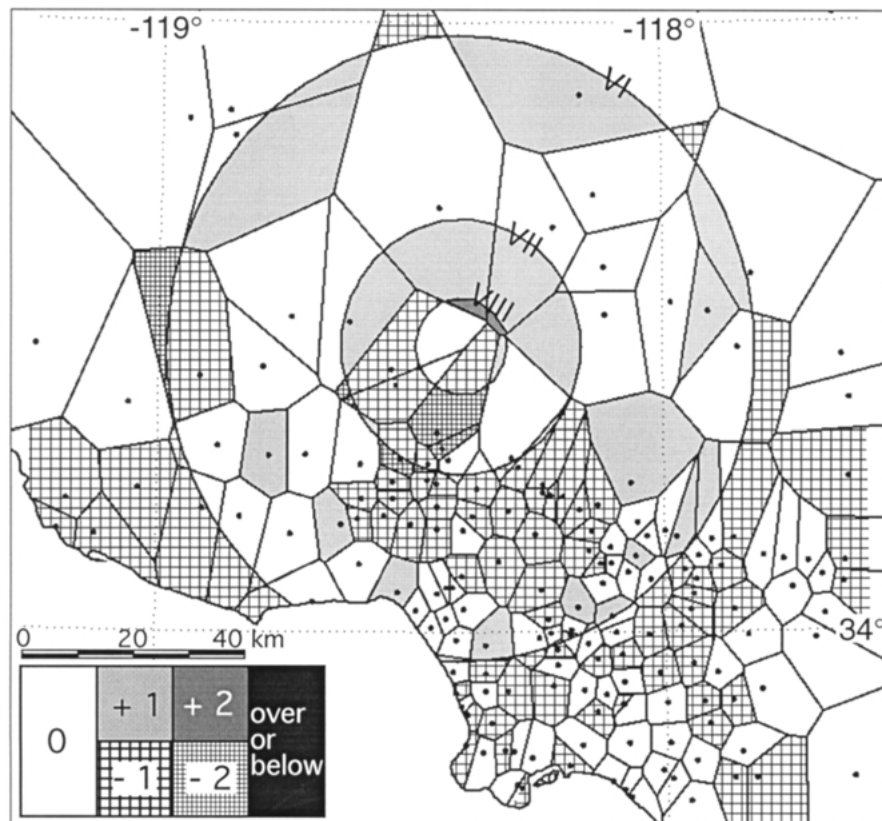 -119°
-118°
VI
VII
VIII
34°
0 20 40 km
0
+ 1
+ 2
- 1
- 2
over
or
below